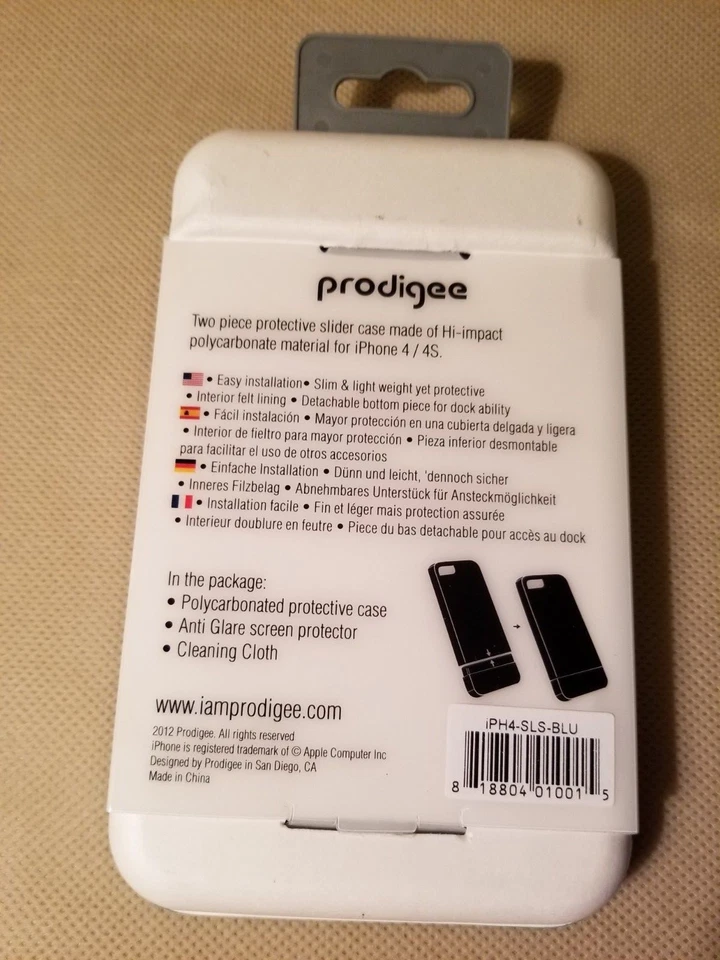 prodigee
Two piece protective slider case made of Hi-impact
polycarbonate material for iPhone 4 / 4S.
• Easy installation • Slim & light weight yet protective
• Interior felt lining • Detachable bottom piece for dock ability
• Fácil instalación • Mayor protección en una cubierta delgada y ligera
• Interior de fieltro para mayor protección • Pieza inferior desmontable
para facilitar el uso de otros accesorios
• Einfache Installation • Dünn und leicht, 'dennoch sicher
• Inneres Filzbelag • Abnehmbares Unterstück für Ansteckmöglichkeit
• Installation facile • Fin et léger mais protection assurée
• Interieur doublure en feutre • Piece du bas detachable pour accès au dock
In the package:
• Polycarbonated protective case
• Anti Glare screen protector
• Cleaning Cloth
www.iamprodigee.com
2012 Prodigee. All rights reserved
iPhone is registered trademark of © Apple Computer Inc
Designed by Prodigee in San Diego, CA
Made in China
iPH4-SLS-BLU
8 18804 01001 5